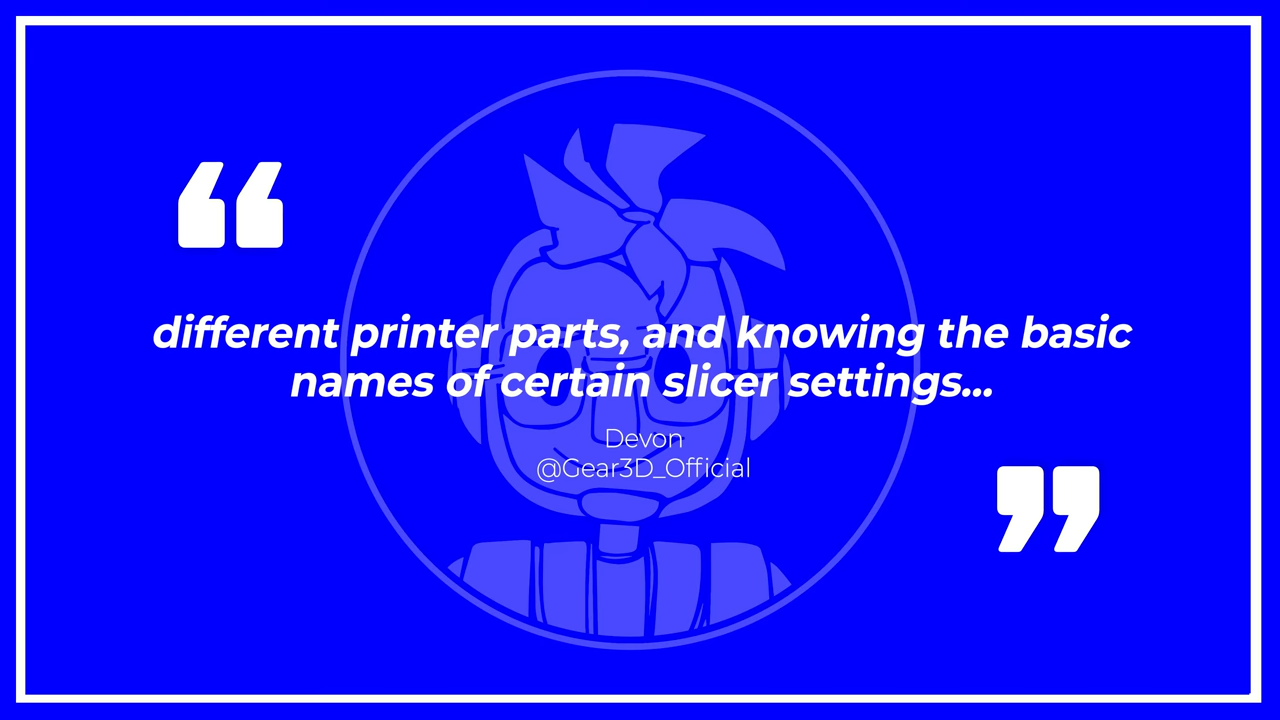 “
different printer parts, and knowing the basic
names of certain slicer settings...
Devon
@Gear3D_Official
”